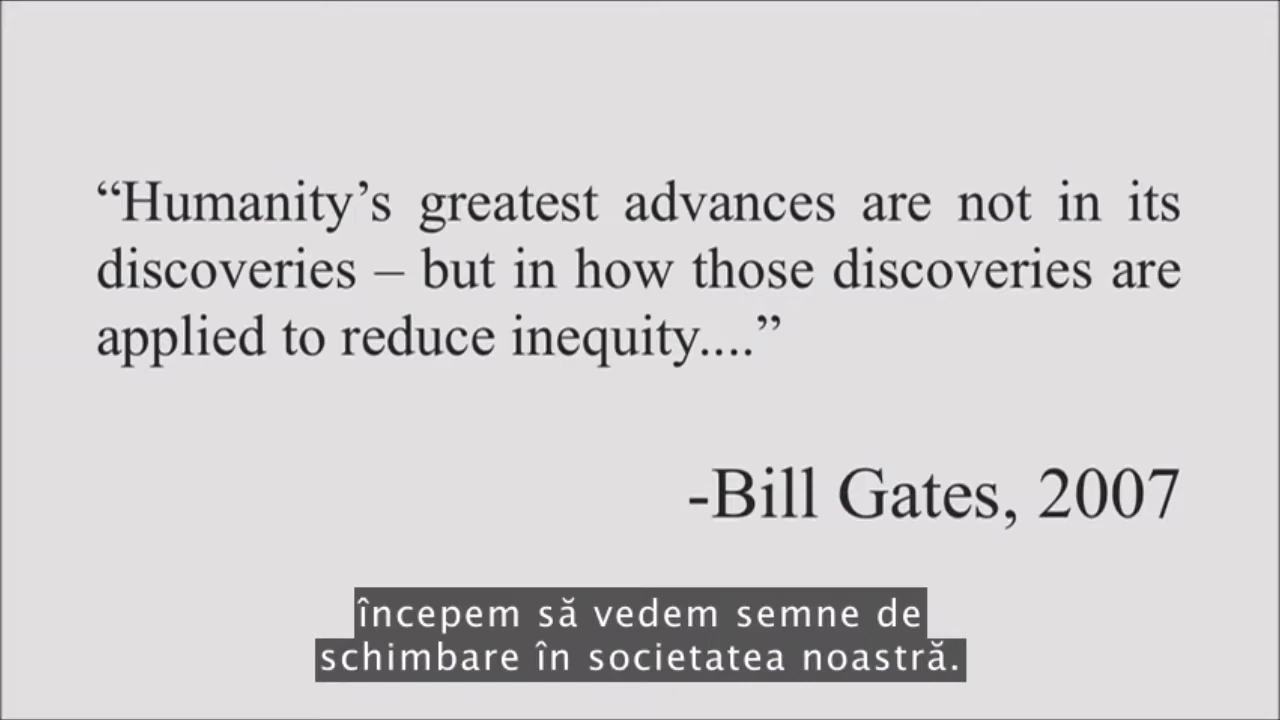 “Humanity’s greatest advances are not in its
discoveries – but in how those discoveries are
applied to reduce inequity....”
-Bill Gates, 2007
începem să vedem semne de
schimbare în societatea noastră.